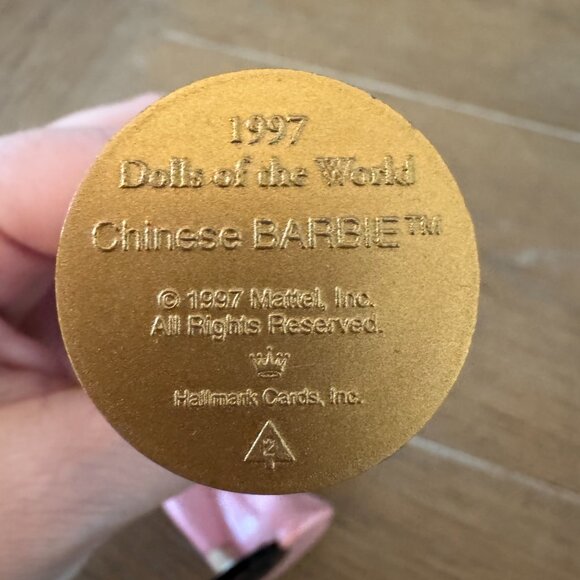 1997
Dolls of the World
Chinese BARBIE™
© 1997 Mattel, Inc.
All Rights Reserved.
Hallmark Cards, Inc.
2